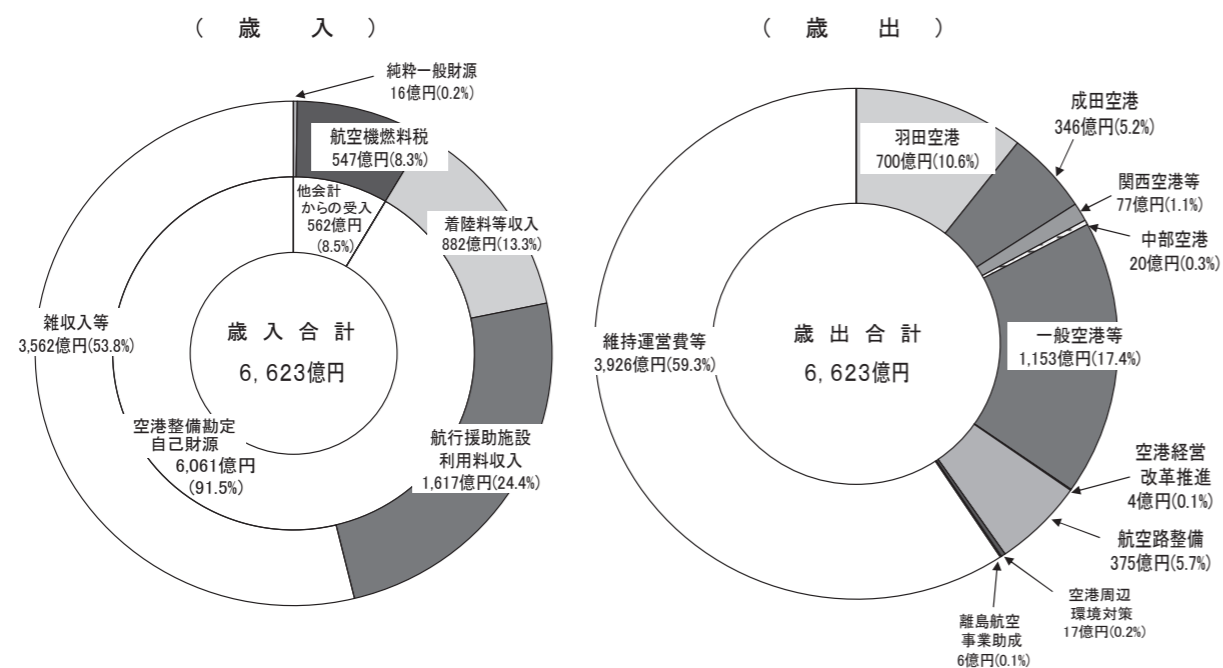 （　歳　入　）
純粋一般財源
16億円(0.2%)
航空機燃料税
547億円(8.3%)
他会計
からの受入
562億円
(8.5%)
着陸料等収入
882億円(13.3%)
雑収入等
3,562億円(53.8%)
歳 入 合 計
6,623億円
空港整備勘定
自己財源
6,061億円
(91.5%)
航行援助施設
利用料収入
1,617億円(24.4%)
（　歳　出　）
羽田空港
700億円(10.6%)
成田空港
346億円(5.2%)
関西空港等
77億円(1.1%)
中部空港
20億円(0.3%)
維持運営費等
3,926億円(59.3%)
歳 出 合 計
6,623億円
一般空港等
1,153億円(17.4%)
空港経営
改革推進
4億円(0.1%)
航空路整備
375億円(5.7%)
空港周辺
環境対策
17億円(0.2%)
離島航空
事業助成
6億円(0.1%)